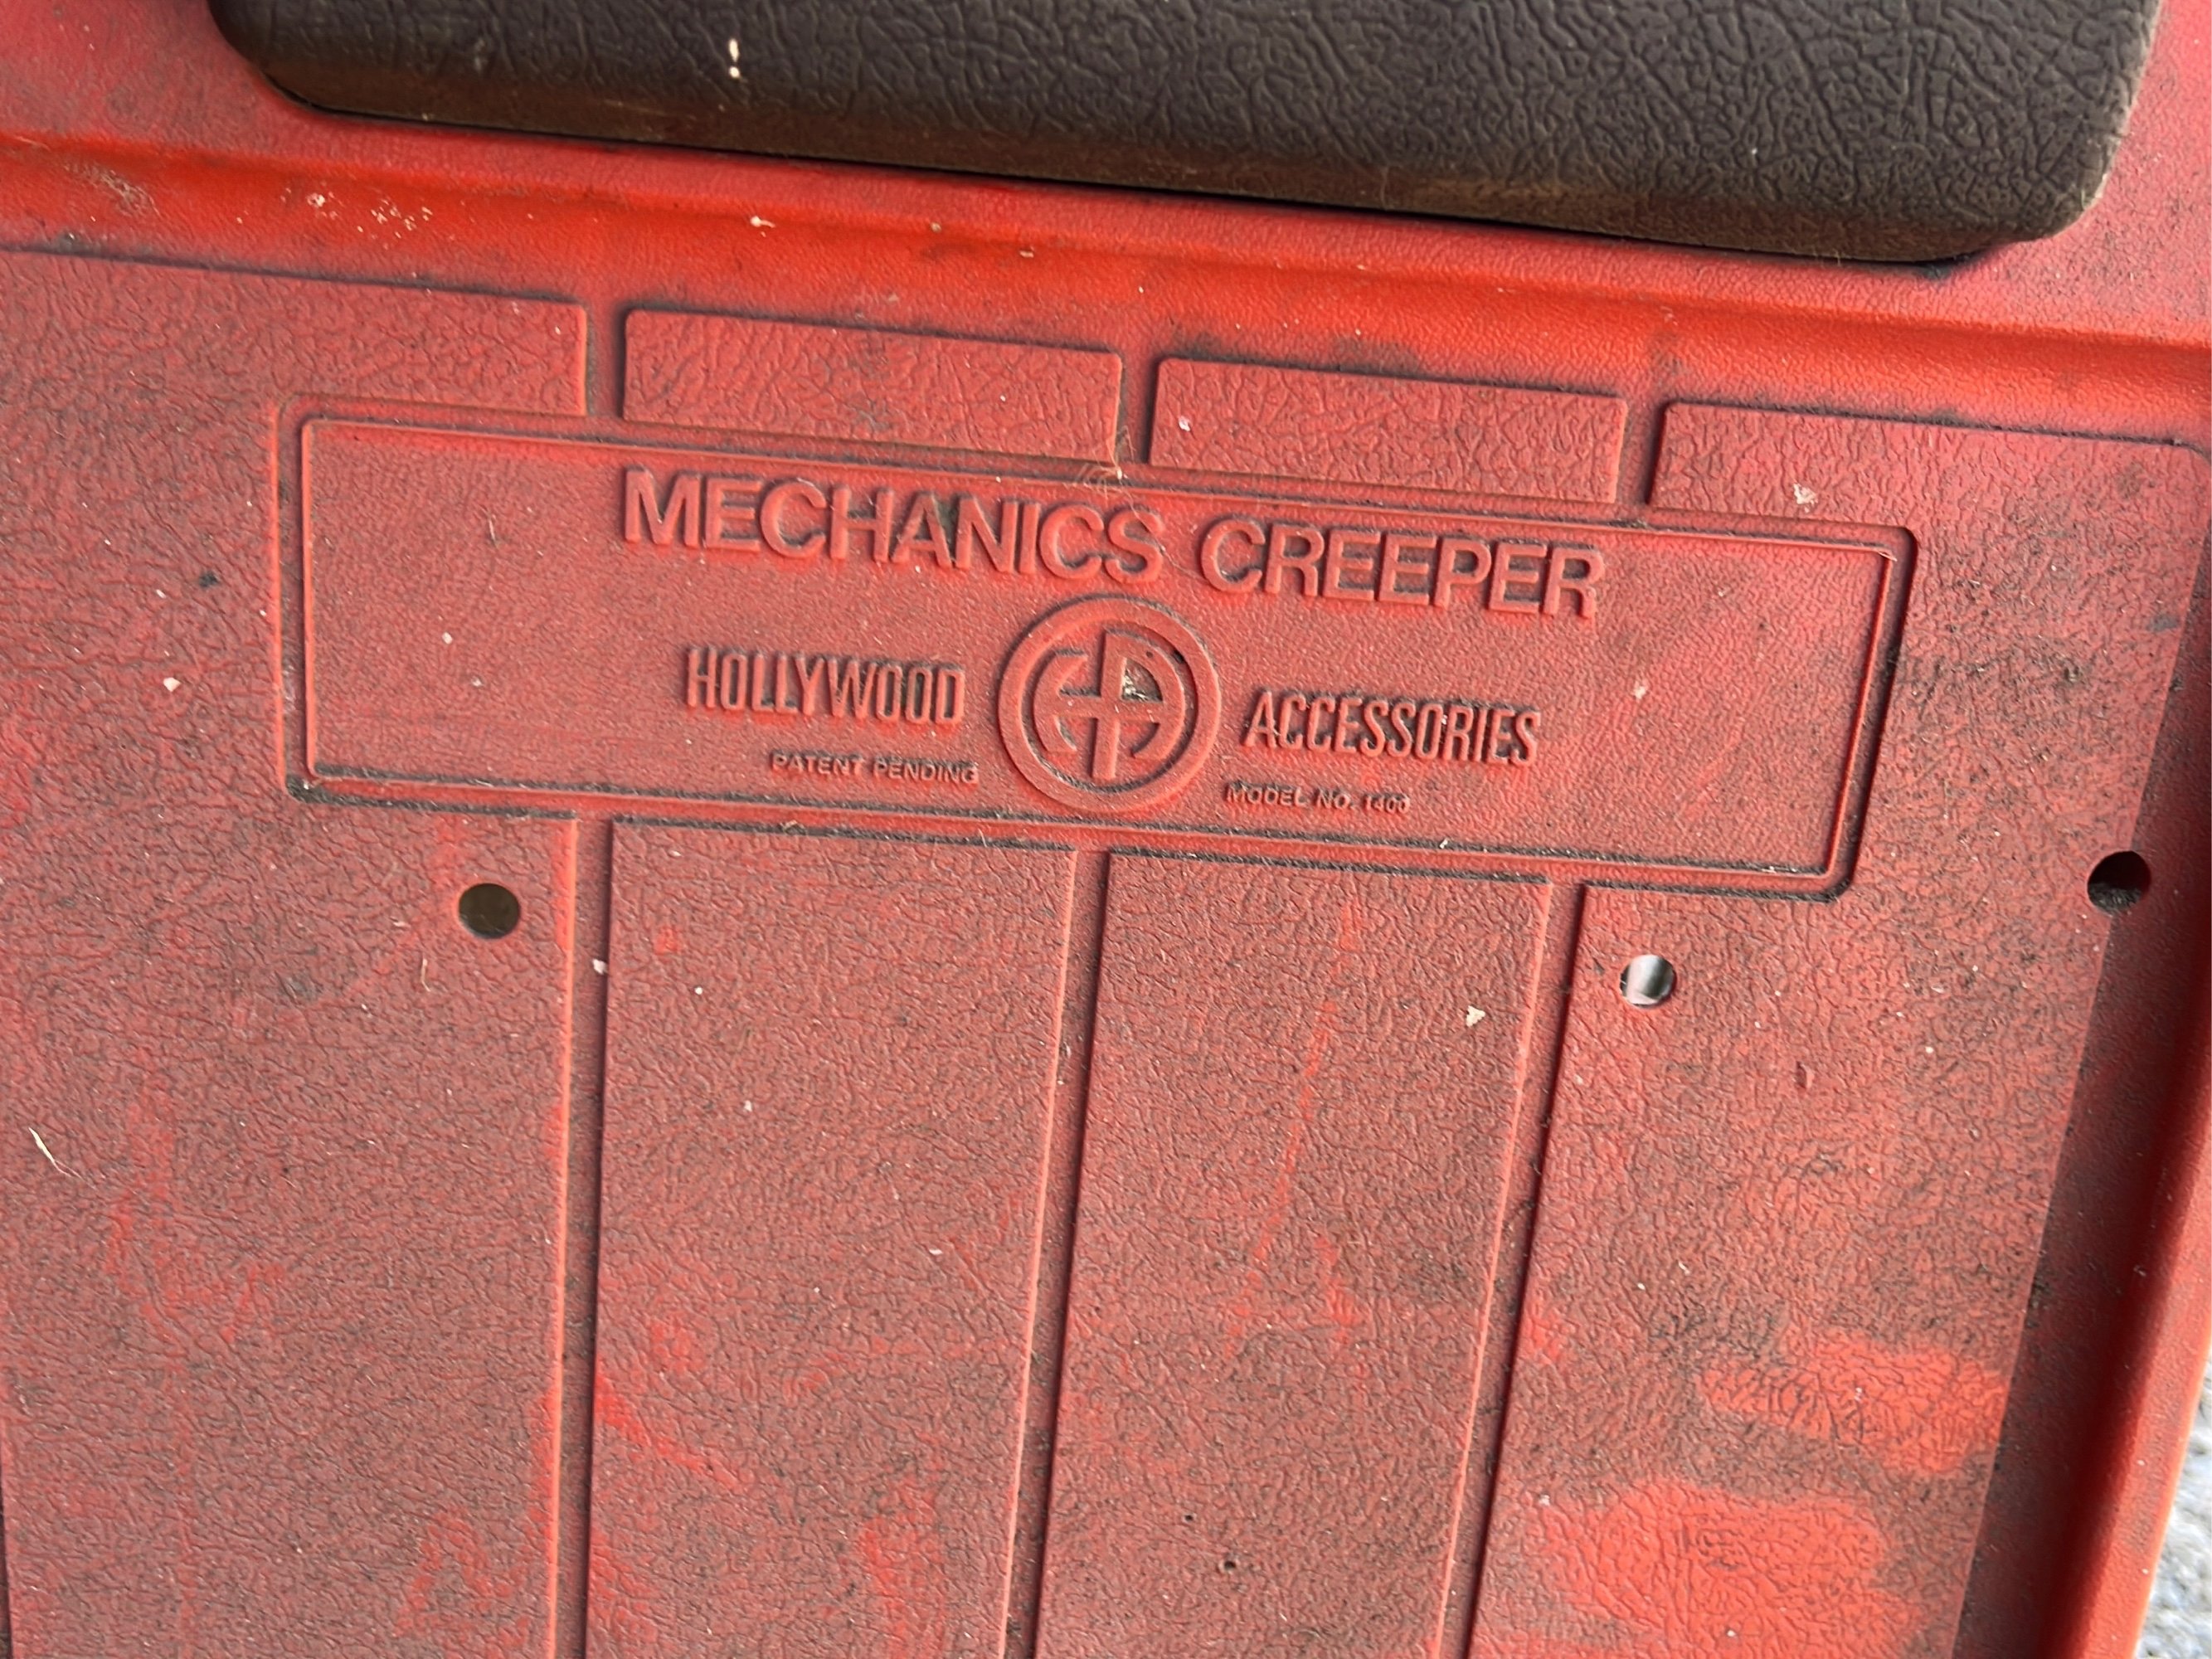 MECHANICS CREEPER
HOLLYWOOD ACCESSORIES
PATENT PENDING MODEL NO. 1400